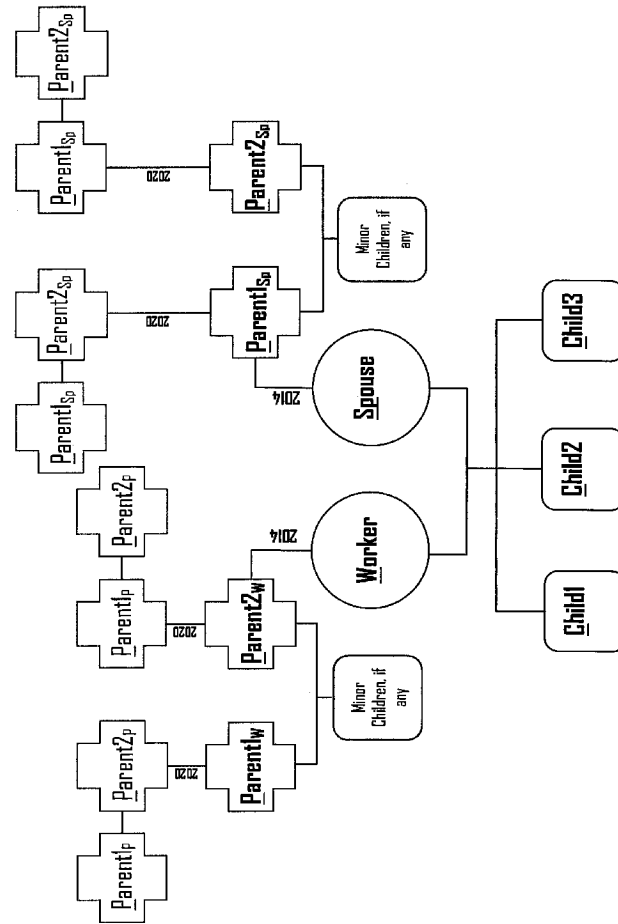 Parent1p
Parent2p
Parent1p
Parent2p
Parent1Sp
Parent2Sp
Parent1Sp
Parent2Sp
2020
2020
2020
2020
Parent1W
Parent2W
Parent1Sp
Parent2Sp
2014
2014
Minor
Children, if
any
Worker
Spouse
Minor
Children, if
any
Child1
Child2
Child3